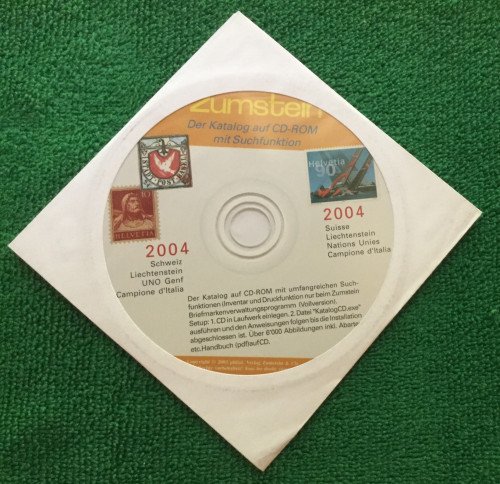 Zumstein
Der Katalog auf CD-ROM
mit Suchfunktion
HELVETIA
10
Helvetia
90
2004
Schweiz
Liechtenstein
UNO Genf
Campione d'Italia
2004
Suisse
Liechtenstein
Nations Unies
Campione d'Italia
Der Katalog auf CD-ROM mit umfangreichen Such-
funktionen (Inventar und Druckfunktion nur beim Zumstein
Briefmarkenverwaltungsprogramm (Vollversion).
Setup: 1. CD in Laufwerk einlegen, 2. Datei "KatalogCD.exe"
ausführen und den Anweisungen folgen bis die Installation
abgeschlossen ist. Über 6'000 Abbildungen inkl. Abarten
etc.Handbuch (pdf)aufCD.